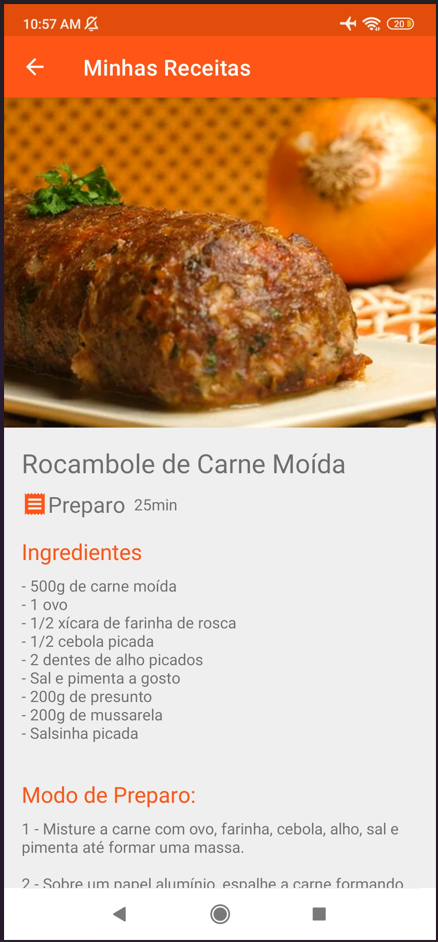 10:57 AM
20
Minhas Receitas
Rocambole de Carne Moída
Preparo 25min
Ingredientes
- 500g de carne moída
- 1 ovo
- 1/2 xícara de farinha de rosca
- 1/2 cebola picada
- 2 dentes de alho picados
- Sal e pimenta a gosto
- 200g de presunto
- 200g de mussarela
- Salsinha picada
Modo de Preparo:
1 - Misture a carne com ovo, farinha, cebola, alho, sal e
pimenta até formar uma massa.
2 - Sobre um papel alumínio, espalhe a carne formando